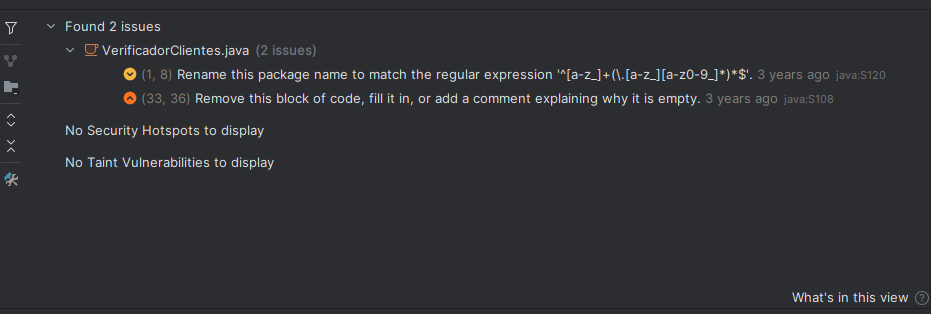 Found 2 issues
VerificadorClientes.java (2 issues)
(1, 8) Rename this package name to match the regular expression '^[a-z_]+(\.[a-z_][a-z0-9_]*)*$'. 3 years ago java:S120
(33, 36) Remove this block of code, fill it in, or add a comment explaining why it is empty. 3 years ago java:S108
No Security Hotspots to display
No Taint Vulnerabilities to display
What's in this view ?